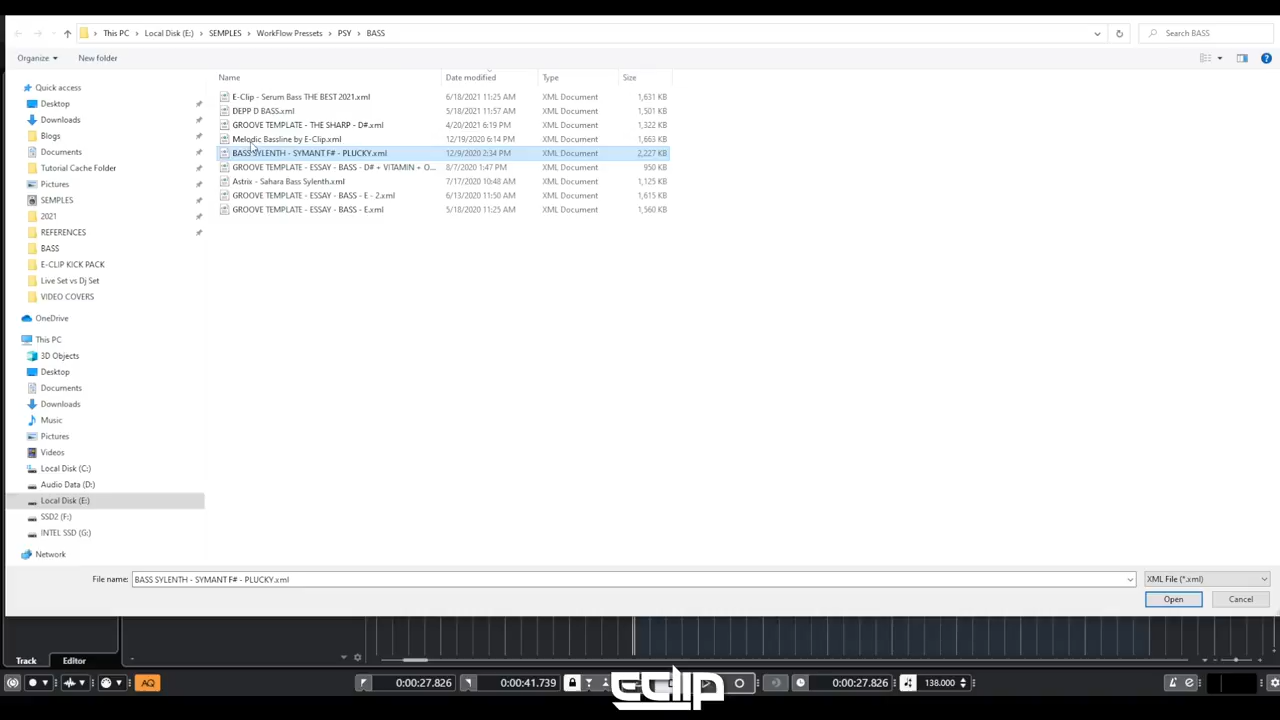 This PC > Local Disk (E:) > SEMPLES > WorkFlow Pressets > PSY > BASS
Search BASS
Organize
New folder
Name
Date modified
Type
Size
E-Clip - Serum Bass THE BEST 2021.xml 6/18/2021 11:25 AM XML Document 1,631 KB
DEPP D BASS.xml 5/18/2021 11:57 AM XML Document 1,501 KB
GROOVE TEMPLATE - THE SHARP - D#.xml 4/20/2021 6:19 PM XML Document 1,322 KB
Melodic Bassline by E-Clip.xml 12/19/2020 6:14 PM XML Document 1,663 KB
BASS SYLENTH - SYMANT F# - PLUCKY.xml 12/9/2020 2:34 PM XML Document 2,227 KB
GROOVE TEMPLATE - ESSAY - BASS - D# + VITAMIN + O... 8/7/2020 1:47 PM XML Document 950 KB
Astrix - Sahara Bass Sylenth.xml 7/17/2020 10:48 AM XML Document 1,125 KB
GROOVE TEMPLATE - ESSAY - BASS - E - 2.xml 6/13/2020 11:50 AM XML Document 1,615 KB
GROOVE TEMPLATE - ESSAY - BASS - E.xml 5/18/2020 11:25 AM XML Document 1,560 KB
Quick access
Desktop
Downloads
Blogs
Documents
Tutorial Cache Folder
Pictures
SEMPLES
2021
REFERENCES
BASS
E-CLIP KICK PACK
Live Set vs Dj Set
VIDEO COVERS
OneDrive
This PC
3D Objects
Desktop
Documents
Downloads
Music
Pictures
Videos
Local Disk (C:)
Audio Data (D:)
Local Disk (E:)
SSD2 (F:)
INTEL SSD (G:)
Network
File name: BASS SYLENTH - SYMANT F# - PLUCKY.xml
XML File (*.xml)
Open
Cancel
Track
Editor
AQ
0:00:27.826
0:00:41.739
0:00:27.826
138.000
ECLIP